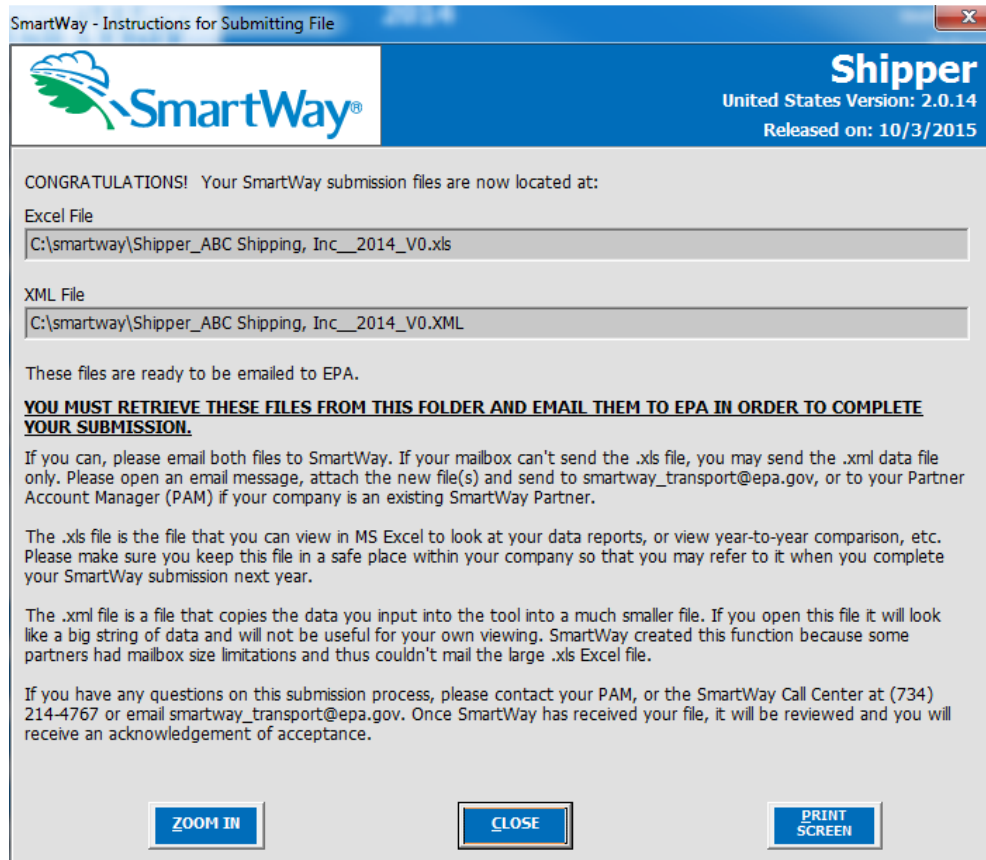 2014
SmartWay - Instructions for Submitting File
x
SmartWay®
Shipper
United States Version: 2.0.14
Released on: 10/3/2015
CONGRATULATIONS!  Your SmartWay submission files are now located at:
Excel File
C:\smartway\Shipper_ABC Shipping, Inc__2014_V0.xls
XML File
C:\smartway\Shipper_ABC Shipping, Inc__2014_V0.XML
These files are ready to be emailed to EPA.
YOU MUST RETRIEVE THESE FILES FROM THIS FOLDER AND EMAIL THEM TO EPA IN ORDER TO COMPLETE
YOUR SUBMISSION.
If you can, please email both files to SmartWay. If your mailbox can't send the .xls file, you may send the .xml data file
only. Please open an email message, attach the new file(s) and send to smartway_transport@epa.gov, or to your Partner
Account Manager (PAM) if your company is an existing SmartWay Partner.
The .xls file is the file that you can view in MS Excel to look at your data reports, or view year-to-year comparison, etc.
Please make sure you keep this file in a safe place within your company so that you may refer to it when you complete
your SmartWay submission next year.
The .xml file is a file that copies the data you input into the tool into a much smaller file. If you open this file it will look
like a big string of data and will not be useful for your own viewing. SmartWay created this function because some
partners had mailbox size limitations and thus couldn't mail the large .xls Excel file.
If you have any questions on this submission process, please contact your PAM, or the SmartWay Call Center at (734)
214-4767 or email smartway_transport@epa.gov. Once SmartWay has received your file, it will be reviewed and you will
receive an acknowledgement of acceptance.
ZOOM IN
CLOSE
PRINT
SCREEN